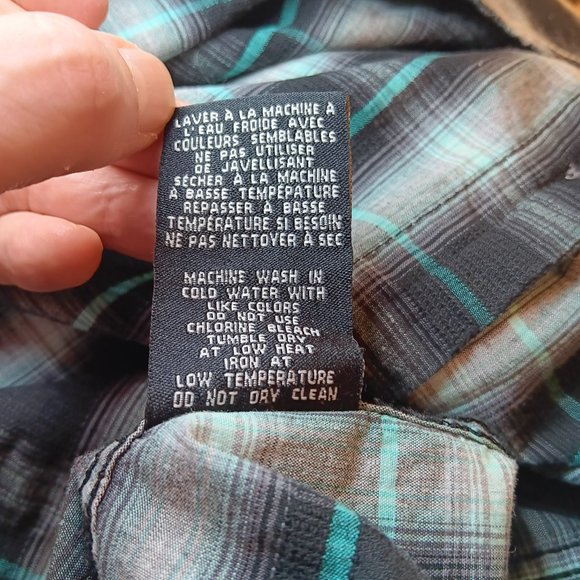 LAVER À LA MACHINE À
L'EAU FROIDE AVEC
COULEURS SEMBLABLES
NE PAS UTILISER
DE JAVELLISANT
SÉCHER À LA MACHINE
À BASSE TEMPÉPATURE
REPASSER À BASSE
TEMPÉRATURE SI BESOIN
NE PAS NETTOYER À SEC
MACHINE WASH IN
COLD WATER WITH
LIKE COLORS
DO NOT USE
CHLORINE BLEACH
TUMBLE DRY
AT LOW HEAT
IRON AT
LOW TEMPERATURE
DO NOT DRY CLEAN